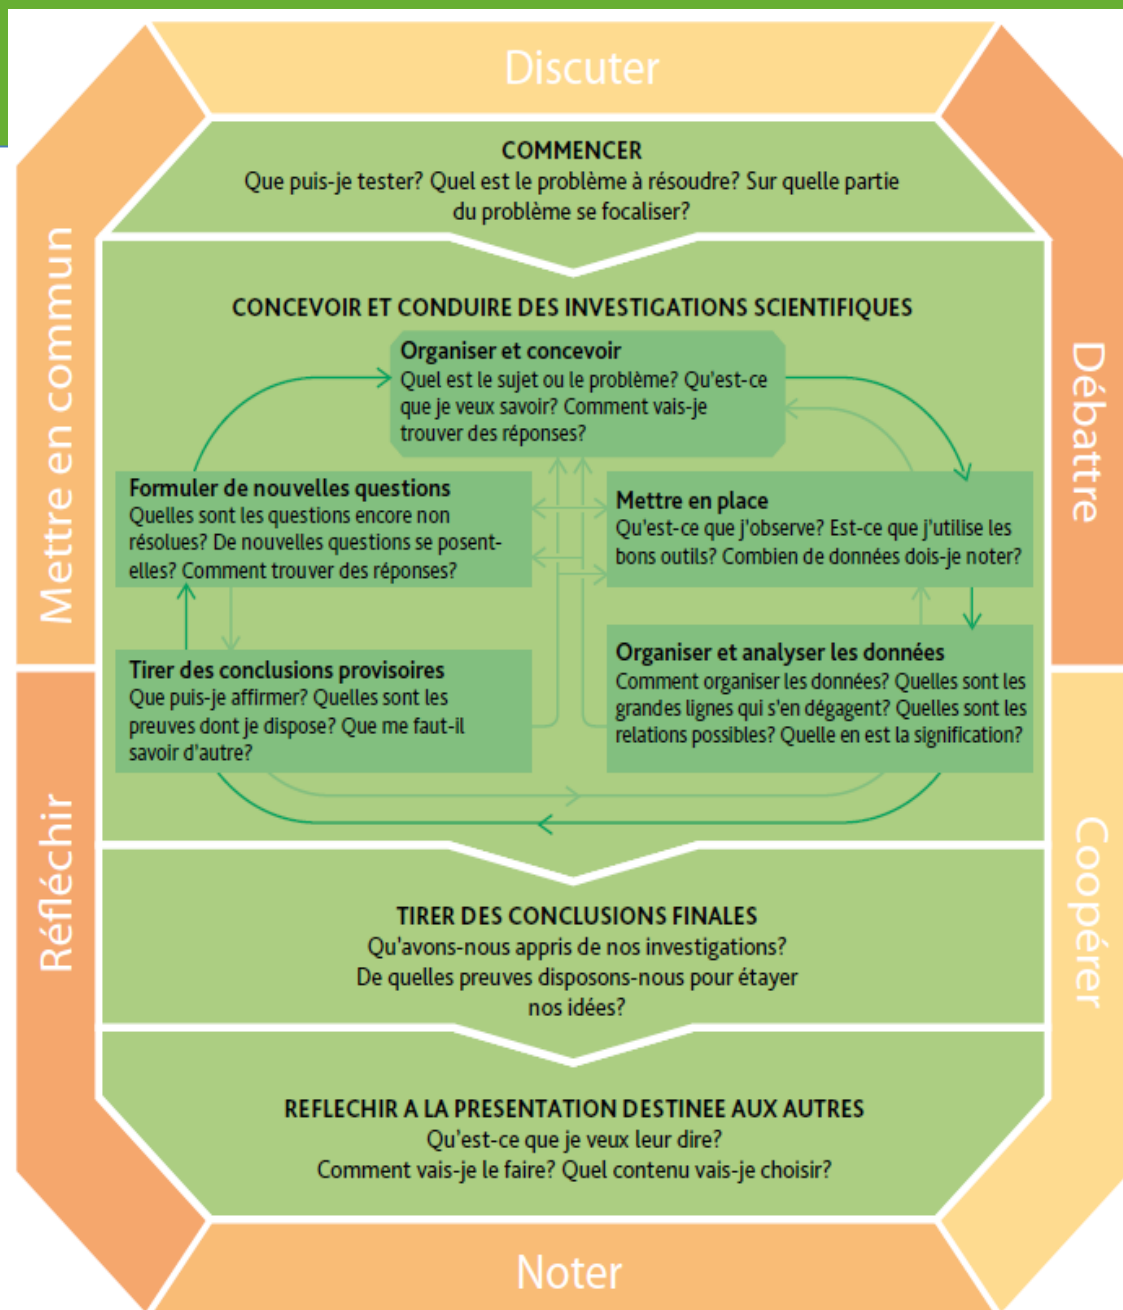 Discuter
COMMENCER
Que puis-je tester? Quel est le problème à résoudre? Sur quelle partie
du problème se focaliser?
Mettre en commun
Débattre
CONCEVOIR ET CONDUIRE DES INVESTIGATIONS SCIENTIFIQUES
Organiser et concevoir
Quel est le sujet ou le problème? Qu'est-ce
que je veux savoir? Comment vais-je
trouver des réponses?
Formuler de nouvelles questions
Quelles sont les questions encore non
résolues? De nouvelles questions se posent-
elles? Comment trouver des réponses?
Mettre en place
Qu'est-ce que j'observe? Est-ce que j'utilise les
bons outils? Combien de données dois-je noter?
Tirer des conclusions provisoires
Que puis-je affirmer? Quelles sont les
preuves dont je dispose? Que me faut-il
savoir d'autre?
Organiser et analyser les données
Comment organiser les données? Quelles sont les
grandes lignes qui s'en dégagent? Quelles sont les
relations possibles? Quelle en est la signification?
Réfléchir
Coopérer
TIRER DES CONCLUSIONS FINALES
Qu'avons-nous appris de nos investigations?
De quelles preuves disposons-nous pour étayer
nos idées?
REFLECHIR A LA PRESENTATION DESTINEE AUX AUTRES
Qu'est-ce que je veux leur dire?
Comment vais-je le faire? Quel contenu vais-je choisir?
Noter